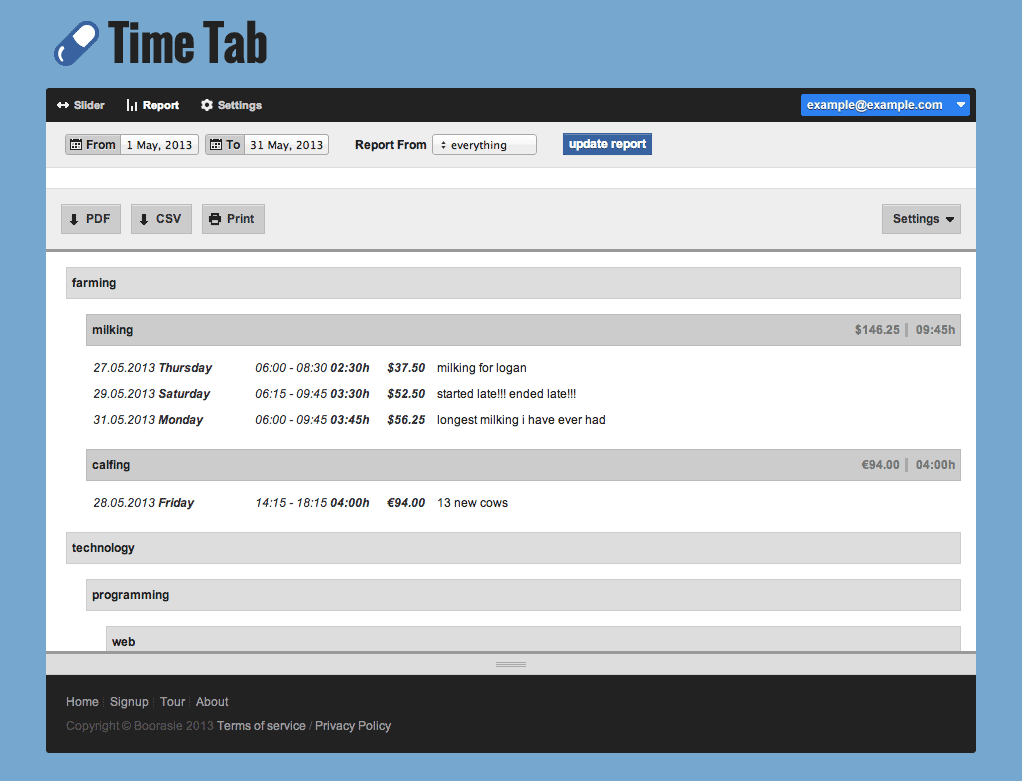 Time Tab
Slider Report Settings example@example.com
From 1 May, 2013 To 31 May, 2013 Report From everything update report
PDF CSV Print Settings
farming
milking $146.25 09:45h
27.05.2013 Thursday 06:00 - 08:30 02:30h $37.50 milking for logan
29.05.2013 Saturday 06:15 - 09:45 03:30h $52.50 started late!!! ended late!!!
31.05.2013 Monday 06:00 - 09:45 03:45h $56.25 longest milking i have ever had
calfing €94.00 04:00h
28.05.2013 Friday 14:15 - 18:15 04:00h €94.00 13 new cows
technology
programming
web
Home Signup Tour About
Copyright © Boorasie 2013 Terms of service / Privacy Policy